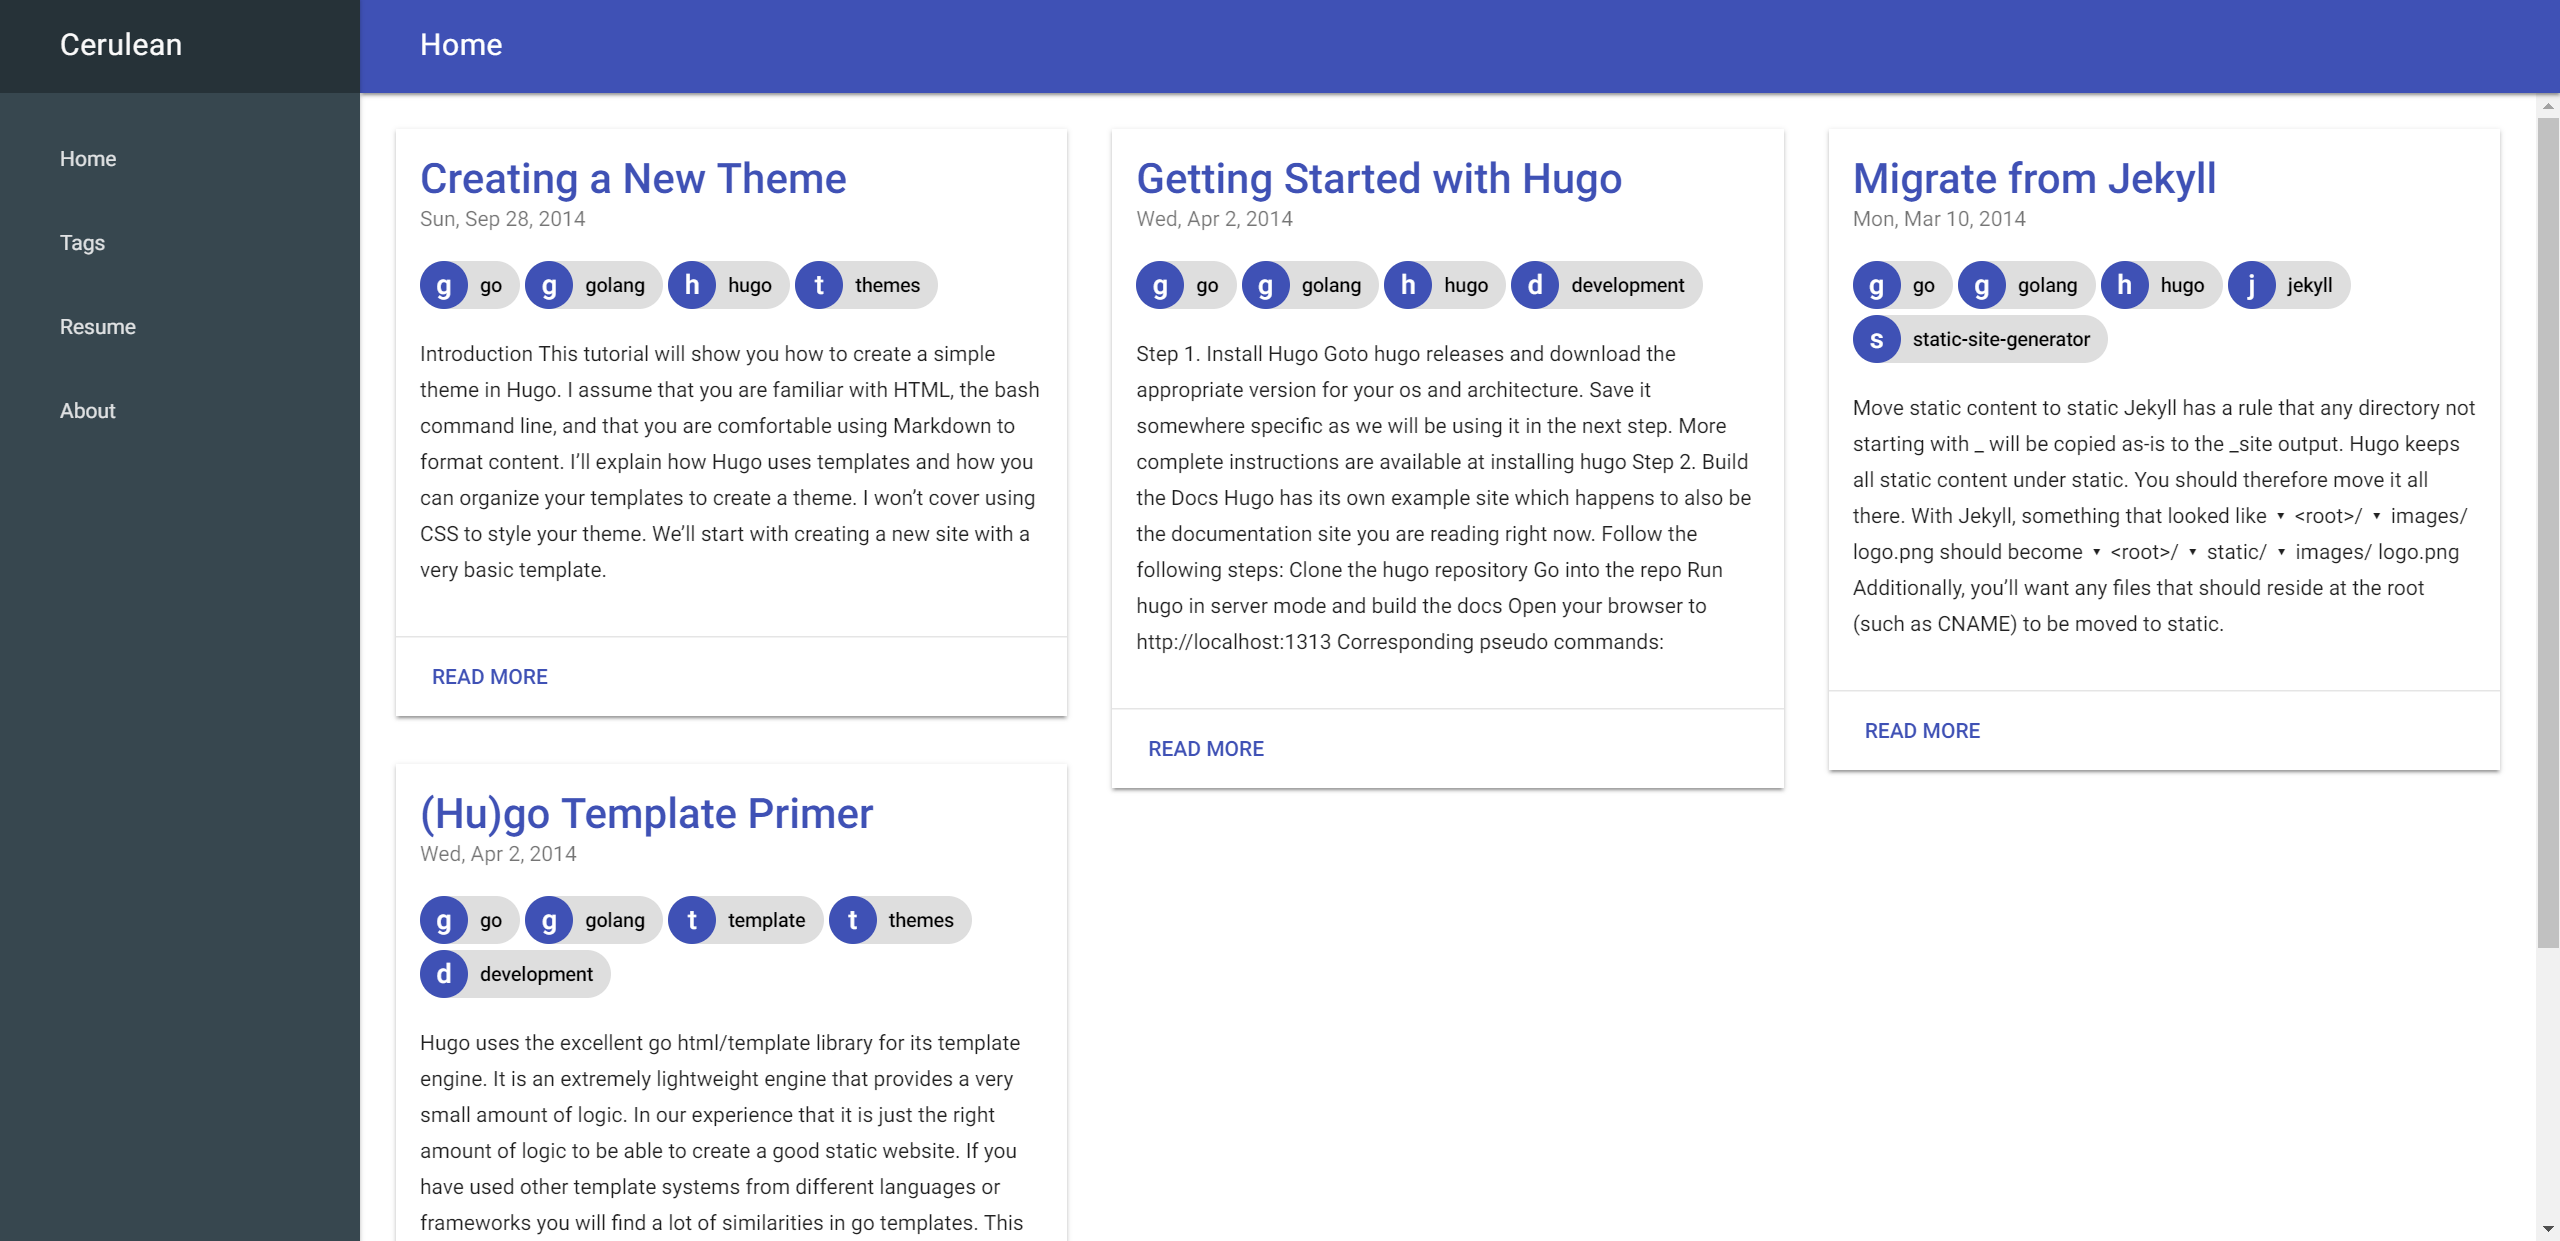 Cerulean
Home
Home
Tags
Resume
About
Creating a New Theme
Sun, Sep 28, 2014
g go g golang h hugo t themes
Introduction This tutorial will show you how to create a simple
theme in Hugo. I assume that you are familiar with HTML, the bash
command line, and that you are comfortable using Markdown to
format content. I’ll explain how Hugo uses templates and how you
can organize your templates to create a theme. I won’t cover using
CSS to style your theme. We’ll start with creating a new site with a
very basic template.
READ MORE
Getting Started with Hugo
Wed, Apr 2, 2014
g go g golang h hugo d development
Step 1. Install Hugo Goto hugo releases and download the
appropriate version for your os and architecture. Save it
somewhere specific as we will be using it in the next step. More
complete instructions are available at installing hugo Step 2. Build
the Docs Hugo has its own example site which happens to also be
the documentation site you are reading right now. Follow the
following steps: Clone the hugo repository Go into the repo Run
hugo in server mode and build the docs Open your browser to
http://localhost:1313 Corresponding pseudo commands:
READ MORE
Migrate from Jekyll
Mon, Mar 10, 2014
g go g golang h hugo j jekyll
s static-site-generator
Move static content to static Jekyll has a rule that any directory not
starting with _ will be copied as-is to the _site output. Hugo keeps
all static content under static. You should therefore move it all
there. With Jekyll, something that looked like ▾ <root>/ ▾ images/
logo.png should become ▾ <root>/ ▾ static/ ▾ images/ logo.png
Additionally, you’ll want any files that should reside at the root
(such as CNAME) to be moved to static.
READ MORE
(Hu)go Template Primer
Wed, Apr 2, 2014
g go g golang t template t themes
d development
Hugo uses the excellent go html/template library for its template
engine. It is an extremely lightweight engine that provides a very
small amount of logic. In our experience that it is just the right
amount of logic to be able to create a good static website. If you
have used other template systems from different languages or
frameworks you will find a lot of similarities in go templates. This